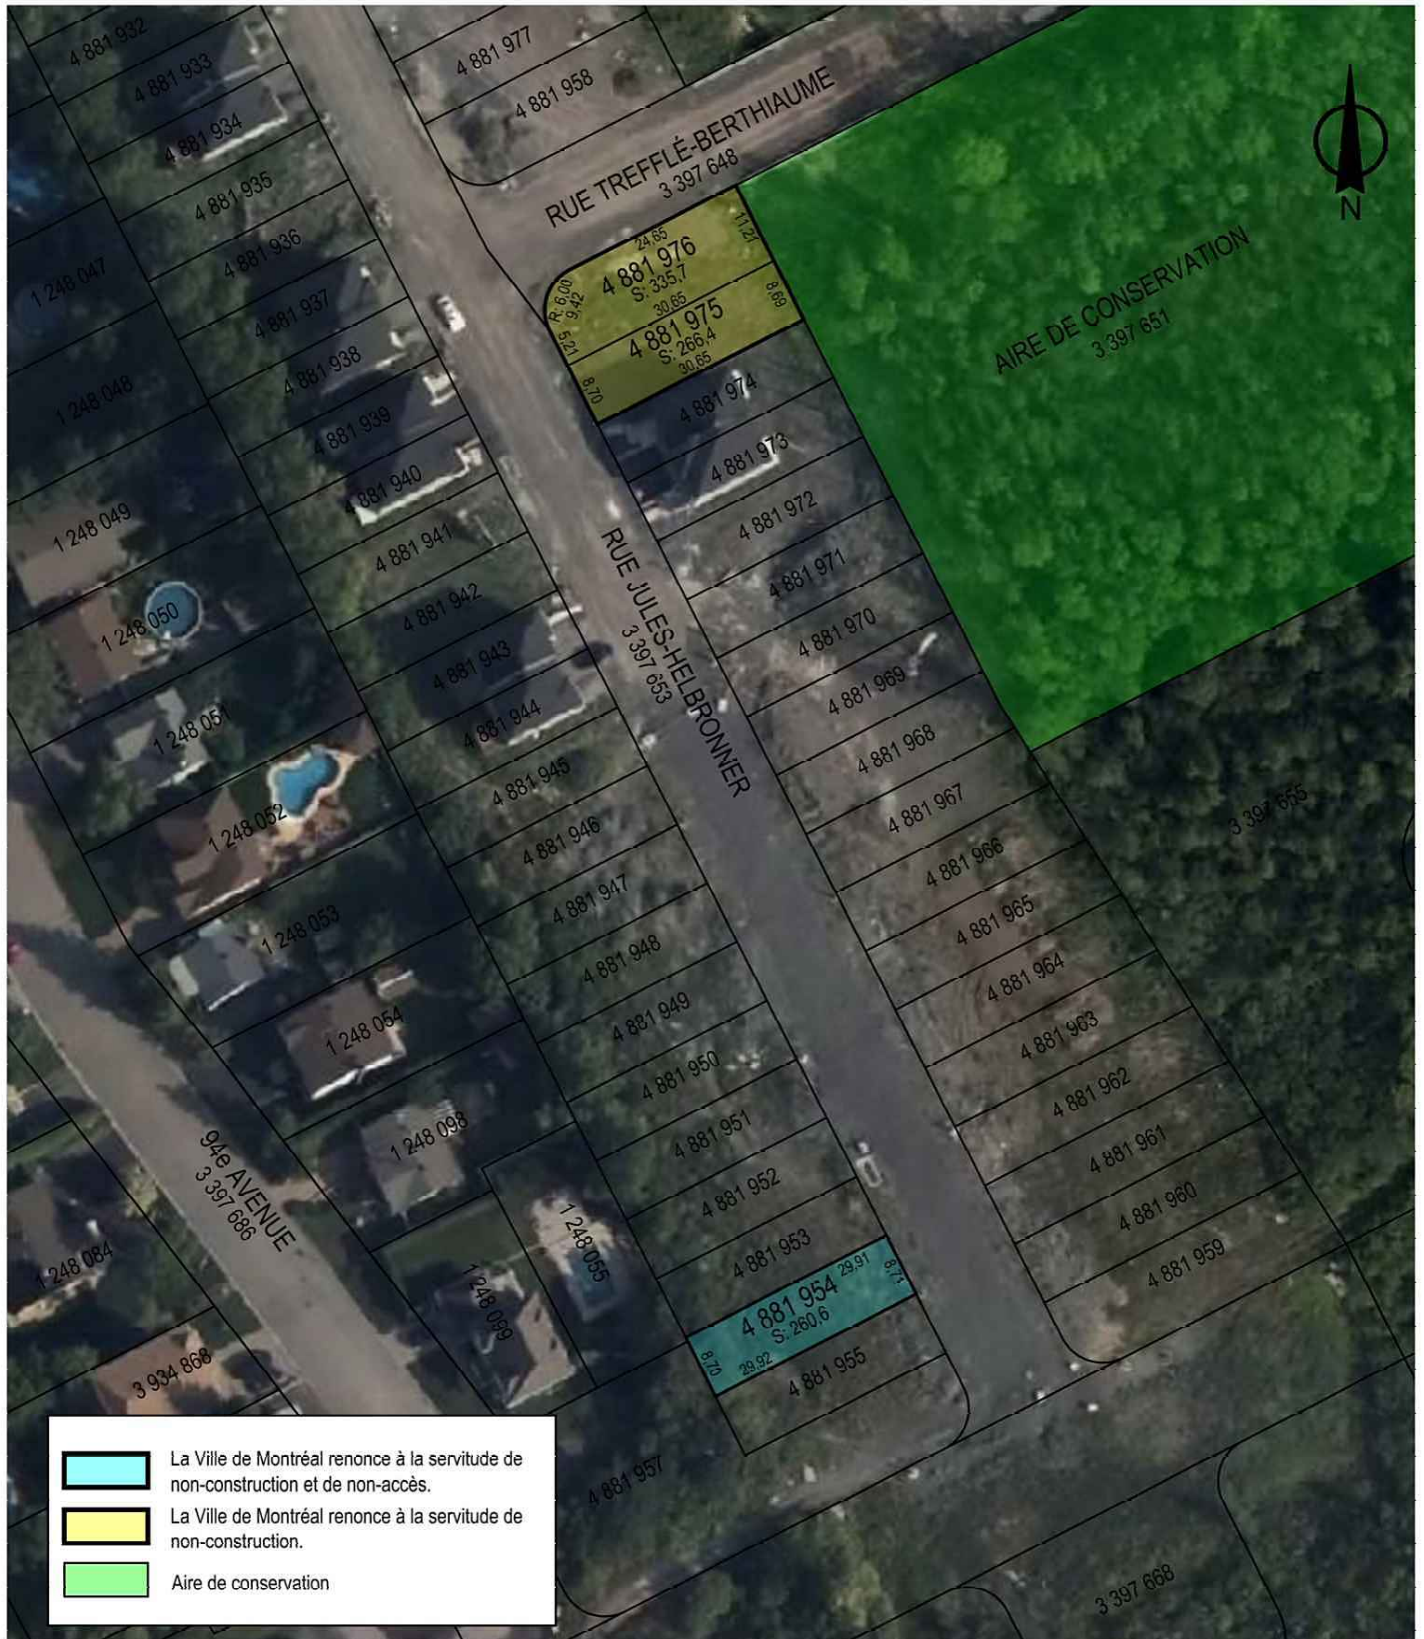 4 881 932
4 881 933
4 881 934
4 881 935
4 881 936
4 881 937
4 881 938
4 881 939
4 881 940
4 881 941
4 881 942
4 881 943
4 881 944
4 881 945
4 881 946
4 881 947
4 881 948
4 881 949
4 881 950
4 881 951
4 881 952
4 881 953
4 881 954
S: 260,6
29,91
8,71
8,70
29,92
4 881 955
4 881 957
4 881 977
4 881 958
RUE TREFFLÉ-BERTHIAUME
3 397 648
24,65
11,21
4 881 976
S: 335,7
R: 6,00
9,42
5,21
30,65
8,69
4 881 975
S: 266,4
30,65
8,70
4 881 974
4 881 973
4 881 972
4 881 971
4 881 970
4 881 969
4 881 968
4 881 967
4 881 966
4 881 965
4 881 964
4 881 963
4 881 962
4 881 961
4 881 960
4 881 959
RUE JULES-HELBRONNER
3 397 653
AIRE DE CONSERVATION
3 397 651
N
3 397 655
3 397 668
1 248 047
1 248 048
1 248 049
1 248 050
1 248 051
1 248 052
1 248 053
1 248 054
1 248 098
1 248 055
1 248 099
94e AVENUE
3 397 686
1 248 084
3 934 868
La Ville de Montréal renonce à la servitude de
non-construction et de non-accès.
La Ville de Montréal renonce à la servitude de
non-construction.
Aire de conservation